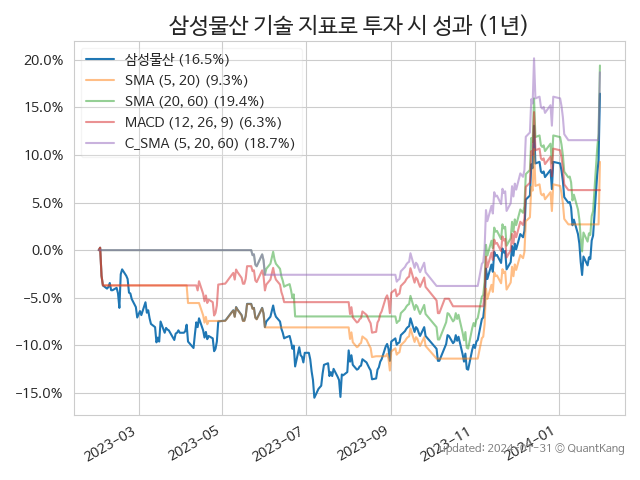 삼성물산 기술 지표로 투자 시 성과 (1년)
삼성물산 (16.5%)
SMA (5, 20) (9.3%)
SMA (20, 60) (19.4%)
MACD (12, 26, 9) (6.3%)
C_SMA (5, 20, 60) (18.7%)
20.0%
15.0%
10.0%
5.0%
0.0%
−5.0%
−10.0%
−15.0%
2023-03
2023-05
2023-07
2023-09
2023-11
2024-01
updated: 2024-01-31 © QuantKang